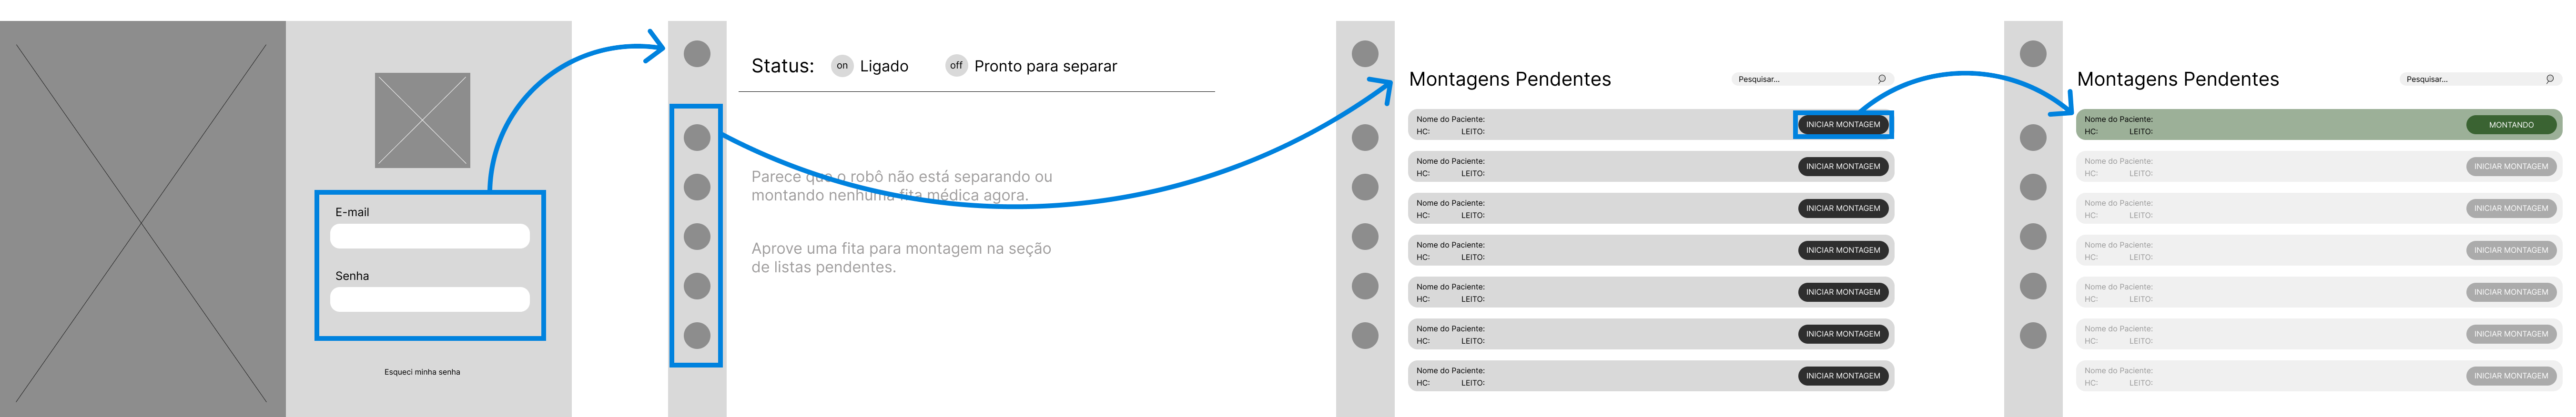 E-mail
Senha
Esqueci minha senha
Status: on Ligado off Pronto para separar
Parece que o robô não está separando ou
montando nenhuma fita médica agora.
Aprove uma fita para montagem na seção
de listas pendentes.
Montagens Pendentes
Pesquisar...
Nome do Paciente:
HC: LEITO:
INICIAR MONTAGEM
Nome do Paciente:
HC: LEITO:
INICIAR MONTAGEM
Nome do Paciente:
HC: LEITO:
INICIAR MONTAGEM
Nome do Paciente:
HC: LEITO:
INICIAR MONTAGEM
Nome do Paciente:
HC: LEITO:
INICIAR MONTAGEM
Nome do Paciente:
HC: LEITO:
INICIAR MONTAGEM
Nome do Paciente:
HC: LEITO:
INICIAR MONTAGEM
Montagens Pendentes
Pesquisar...
Nome do Paciente:
HC: LEITO:
MONTANDO
Nome do Paciente:
HC: LEITO:
INICIAR MONTAGEM
Nome do Paciente:
HC: LEITO:
INICIAR MONTAGEM
Nome do Paciente:
HC: LEITO:
INICIAR MONTAGEM
Nome do Paciente:
HC: LEITO:
INICIAR MONTAGEM
Nome do Paciente:
HC: LEITO:
INICIAR MONTAGEM
Nome do Paciente:
HC: LEITO:
INICIAR MONTAGEM